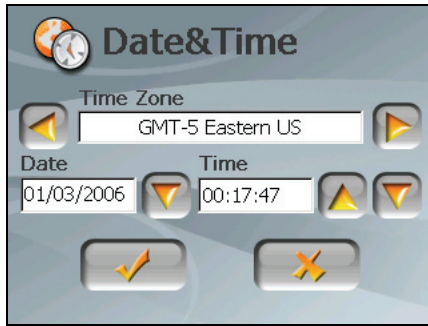 Date&Time
Time Zone
GMT-5 Eastern US
Date
Time
01/03/2006
00:17:47